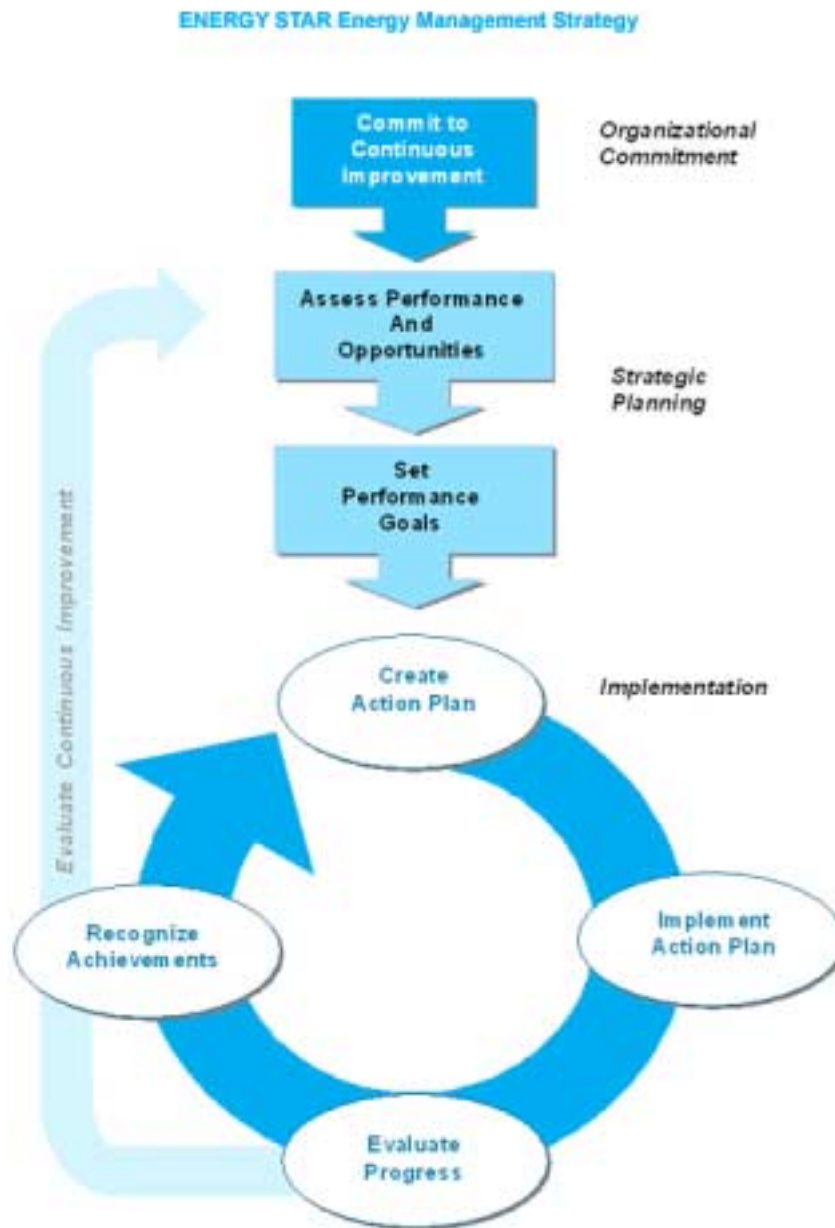 ENERGY STAR Energy Management Strategy
Commit to
Continuous
Improvement
Organizational
Commitment
Assess Performance
And
Opportunities
Strategic
Planning
Set
Performance
Goals
Evaluate Continuous Improvement
Create
Action Plan
Implementation
Recognize
Achievements
Implement
Action Plan
Evaluate
Progress